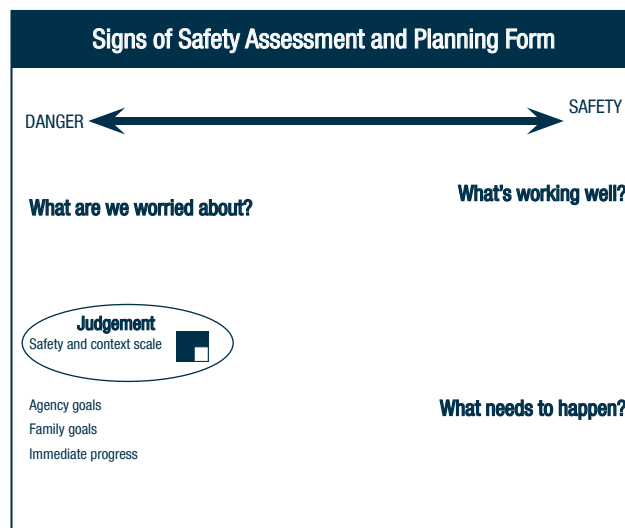 Signs of Safety Assessment and Planning Form
DANGER
SAFETY
What are we worried about?
What's working well?
Judgement
Safety and context scale
Agency goals
Family goals
Immediate progress
What needs to happen?